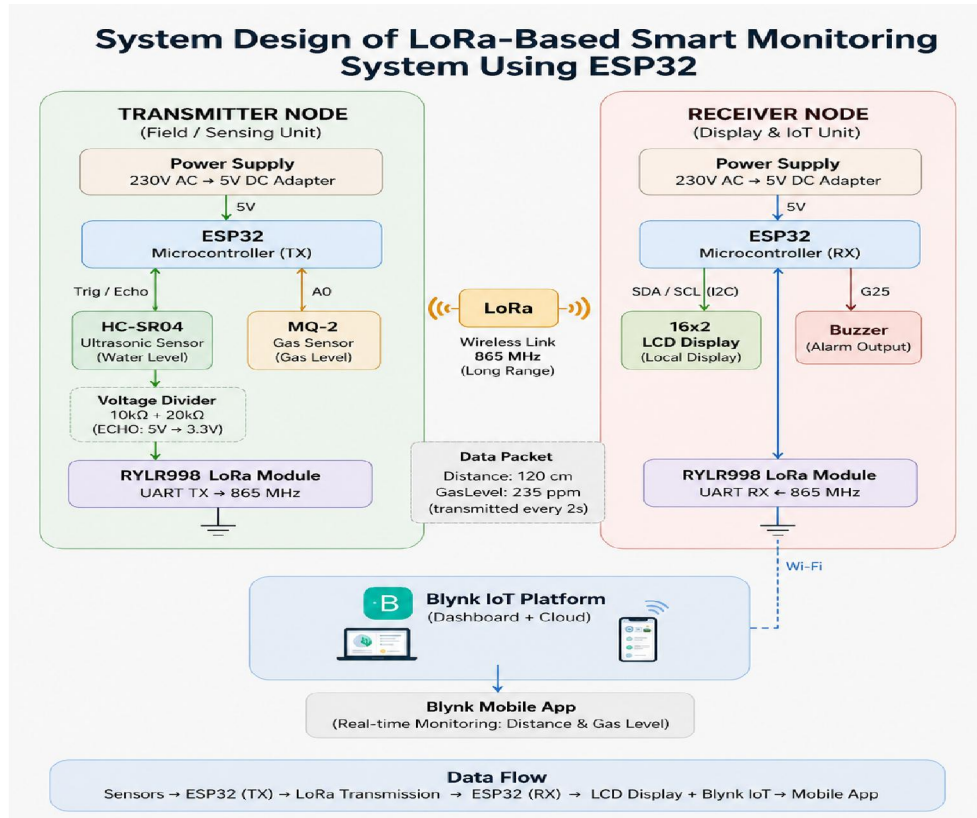 System Design of LoRa-Based Smart Monitoring
System Using ESP32
TRANSMITTER NODE
(Field / Sensing Unit)
Power Supply
230V AC → 5V DC Adapter
5V
ESP32
Microcontroller (TX)
Trig / Echo
A0
HC-SR04
Ultrasonic Sensor
(Water Level)
MQ-2
Gas Sensor
(Gas Level)
Voltage Divider
10kΩ + 20kΩ
(ECHO: 5V → 3.3V)
RYLR998 LoRa Module
UART TX → 865 MHz
LoRa
Wireless Link
865 MHz
(Long Range)
Data Packet
Distance: 120 cm
GasLevel: 235 ppm
(transmitted every 2s)
RECEIVER NODE
(Display & IoT Unit)
Power Supply
230V AC → 5V DC Adapter
5V
ESP32
Microcontroller (RX)
SDA / SCL (I2C)
G25
16x2
LCD Display
(Local Display)
Buzzer
(Alarm Output)
RYLR998 LoRa Module
UART RX ← 865 MHz
Wi-Fi
B
Blynk IoT Platform
(Dashboard + Cloud)
Blynk Mobile App
(Real-time Monitoring: Distance & Gas Level)
Data Flow
Sensors → ESP32 (TX) → LoRa Transmission → ESP32 (RX) → LCD Display + Blynk IoT → Mobile App